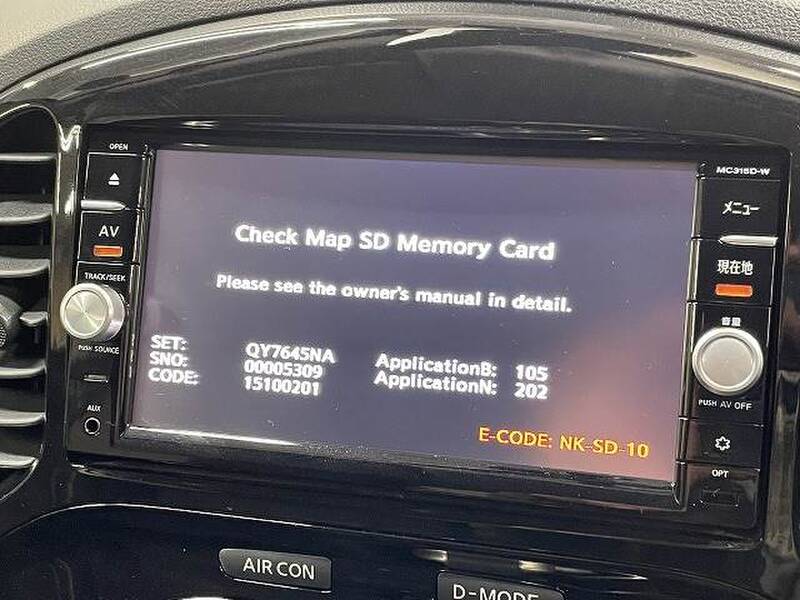 OPEN
MC315D-W
AV
TRACK/SEEK
PUSH SOURCE
AUX
Check Map SD Memory Card
Please see the owner's manual in detail.
SET: QY7645NA
SNO: 00005309 ApplicationB: 105
CODE: 15100201 ApplicationN: 202
E-CODE: NK-SD-10
メニュー
現在地
音量
PUSH AV OFF
OPT
AIR CON
D-MODE